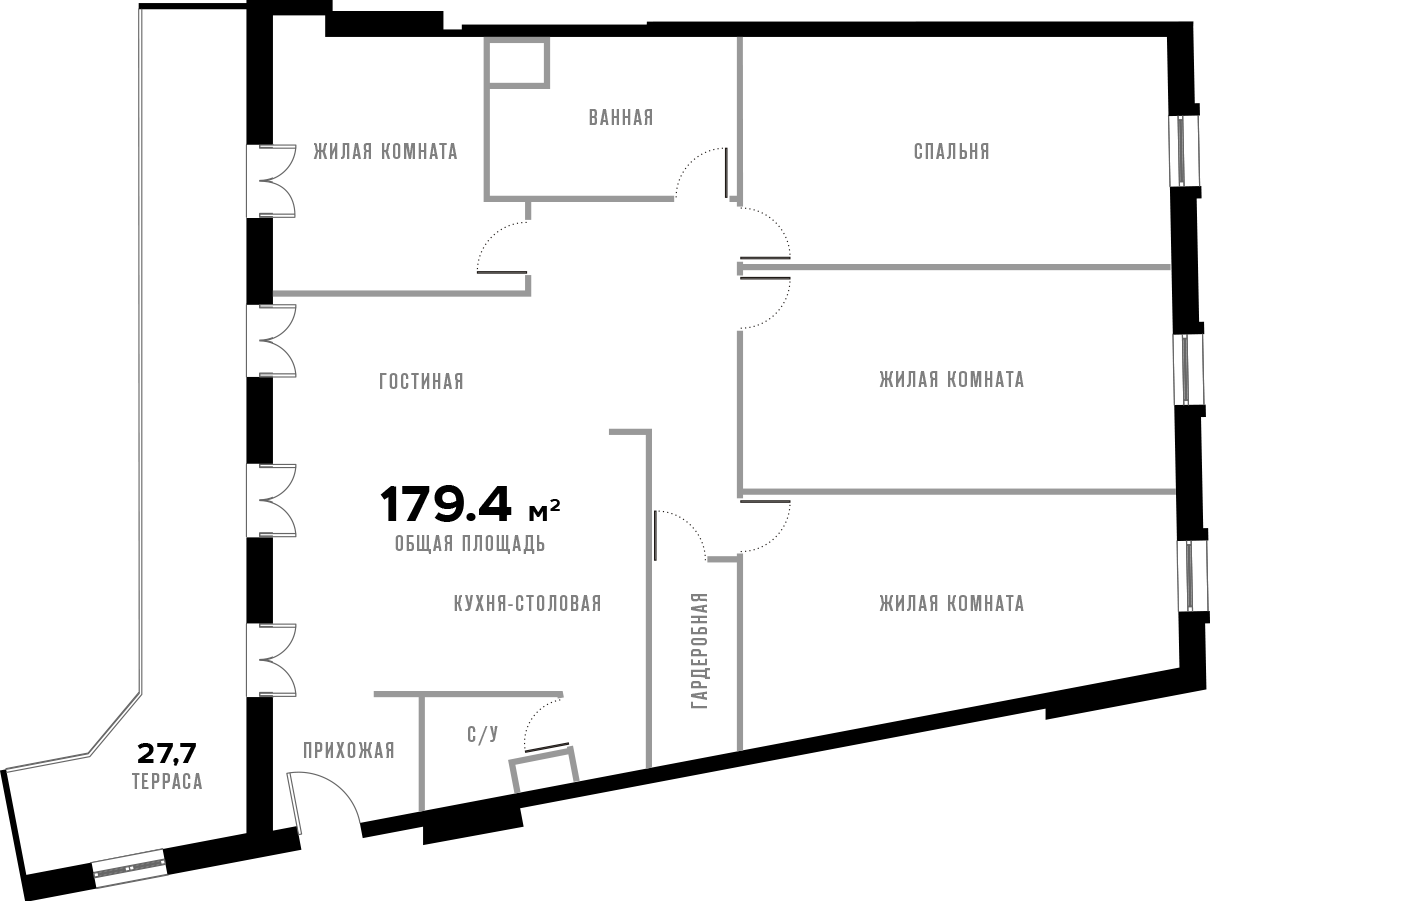 ВАННАЯ
ЖИЛАЯ КОМНАТА
СПАЛЬНЯ
ГОСТИНАЯ
ЖИЛАЯ КОМНАТА
179.4 м²
ОБЩАЯ ПЛОЩАДЬ
КУХНЯ-СТОЛОВАЯ
ГАРДЕРОБНАЯ
ЖИЛАЯ КОМНАТА
С/У
ПРИХОЖАЯ
27,7
ТЕРРАСА